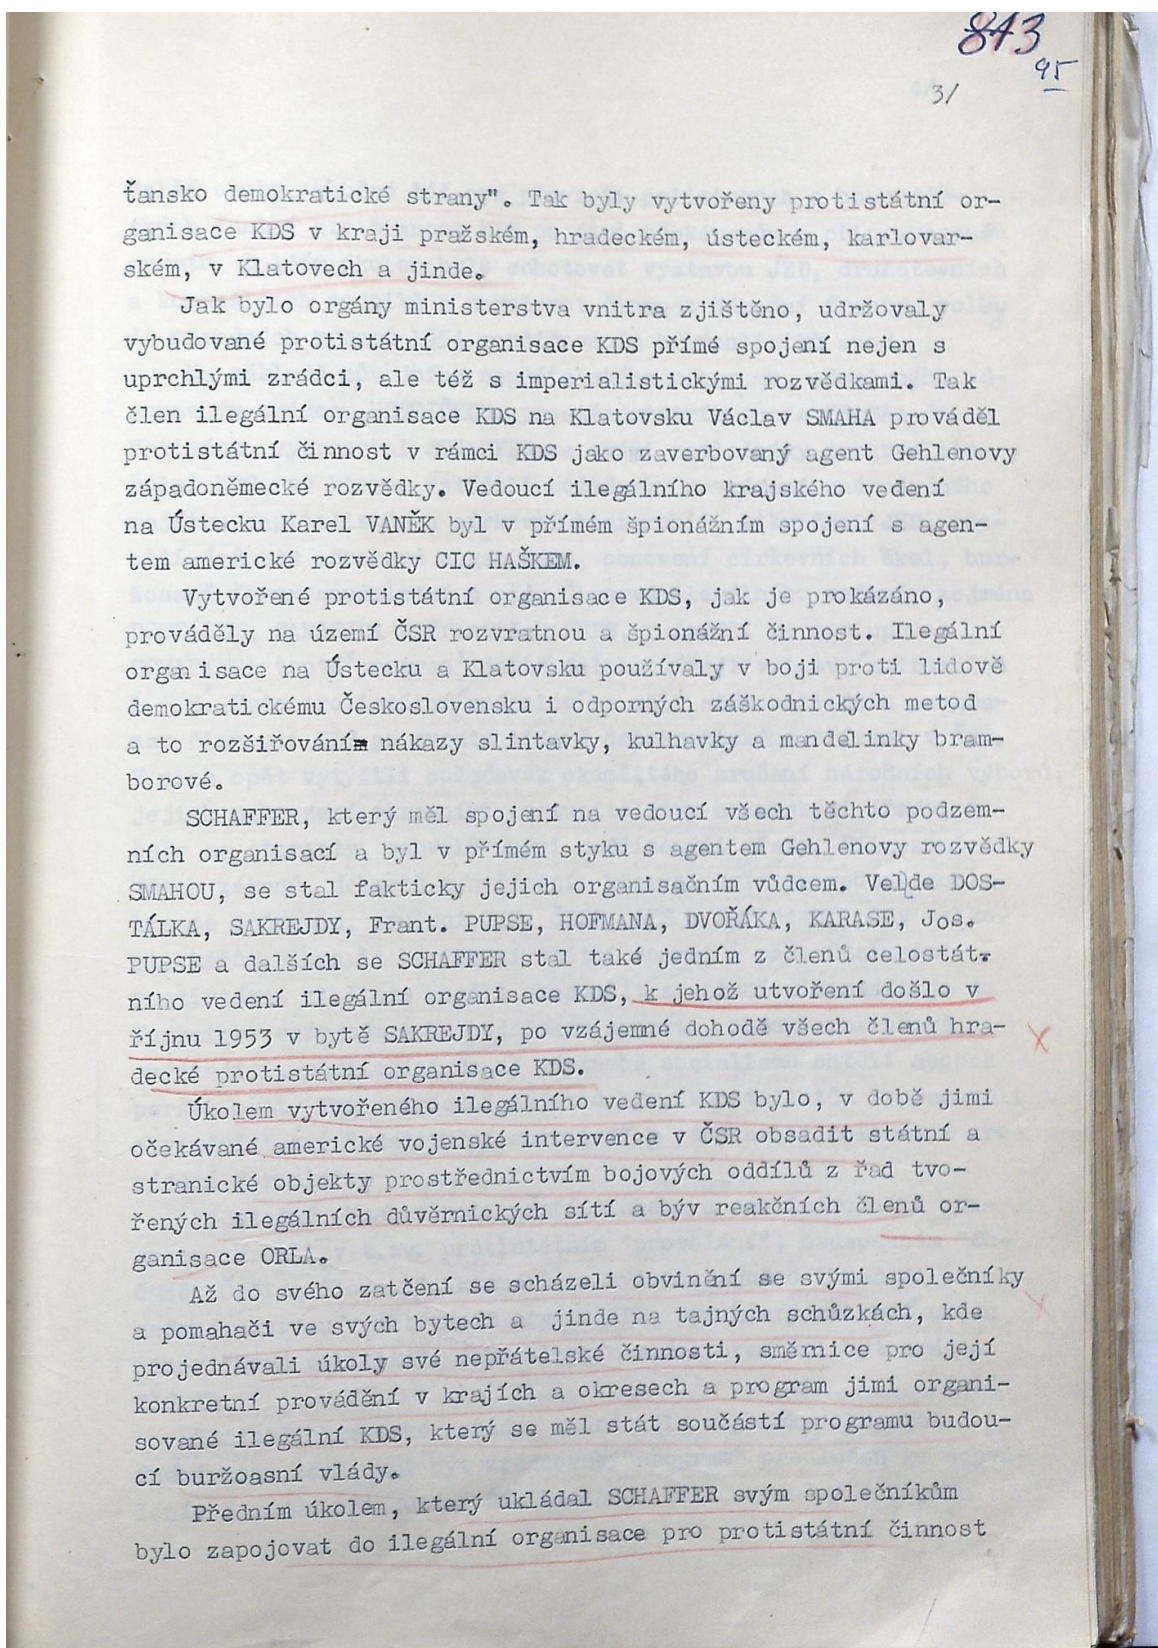 813
95
3/
ťansko demokratické strany". Tak byly vytvořeny protistátní or-
ganisace KDS v kraji pražském, hradeckém, ústeckém, karlovar-
ském, v Klatovech a jinde.
Jak bylo orgány ministerstva vnitra zjištěno, udržovaly
vybudované protistátní organisace KDS přímé spojení nejen s
uprchlými zrádci, ale též s imperialistickými rozvědkami. Tak
člen ilegální organisace KDS na Klatovsku Václav SMAHA prováděl
protistátní činnost v rámci KDS jako zaverbovaný agent Gehlenovy
západoněmecké rozvědky. Vedoucí ilegálního krajského vedení
na Ústecku Karel VANĚK byl v přímém špionážním spojení s agen-
tem americké rozvědky CIC HAŠKEM.
Vytvořené protistátní organisace KDS, jak je prokázáno,
prováděly na území ČSR rozvratnou a špionážní činnost. Ilegální
organisace na Ústecku a Klatovsku používaly v boji proti lidově
demokratickému Československu i odporných záškodnických metod
a to rozšiřování nákazy slintavky, kulhavky a mandelinky bram-
borové.
SCHAFFER, který měl spojení na vedoucí všech těchto podzem-
ních organisací a byl v přímém styku s agentem Gehlenovy rozvědky
SMAHOU, se stal fakticky jejich organisačním vůdcem. Velde DOS-
TÁLKA, SAKREJDY, Frant. PUPSE, HOFMANA, DVOŘÁKA, KARASE, Jos.
PUPSE a dalších se SCHAFFER stal také jedním z členů celostát-
ního vedení ilegální organisace KDS, k jehož utvoření došlo v
říjnu 1953 v bytě SAKREJDY, po vzájemné dohodě všech členů hra-
decké protistátní organisace KDS.
Úkolem vytvořeného ilegálního vedení KDS bylo, v době jimi
očekávané americké vojenské intervence v ČSR obsadit státní a
stranické objekty prostřednictvím bojových oddílů z řad tvo-
řených ilegálních důvěrnických sítí a býv reakčních členů or-
ganisace ORLA.
Až do svého zatčení se scházeli obvinění se svými společníky
a pomahači ve svých bytech a jinde na tajných schůzkách, kde
projednávali úkoly své nepřátelské činnosti, směrnice pro její
konkretní provádění v krajích a okresech a program jimi organi-
sované ilegální KDS, který se měl stát součástí programu budou-
cí buržoasní vlády.
Předním úkolem, který ukládal SCHAFFER svým společníkům
bylo zapojovat do ilegální organisace pro protistátní činnost